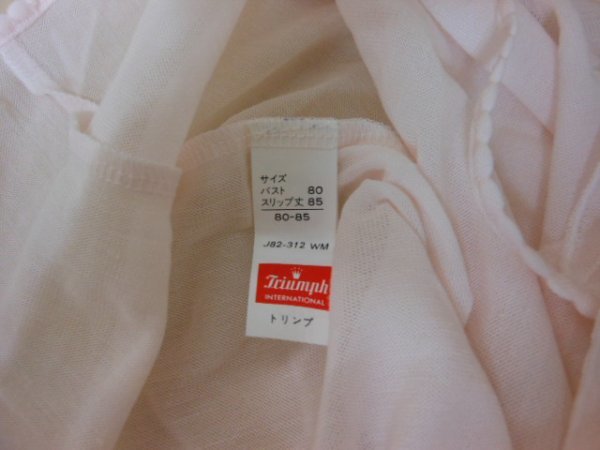 サイズ
バスト 80
スリップ丈 85
80-85
J82-312 WM
Triumph
INTERNATIONAL
トリンプ